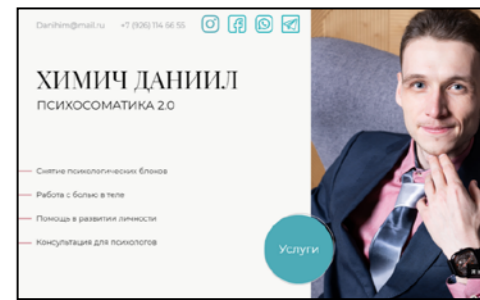 Danihim@mail.ru +7 (926) 114 66 55
ХИМИЧ ДАНИИЛ
ПСИХОСОМАТИКА 2.0
Снятие психологических блоков
Работа с болью в теле
Помощь в развитии личности
Консультация для психологов
Услуги